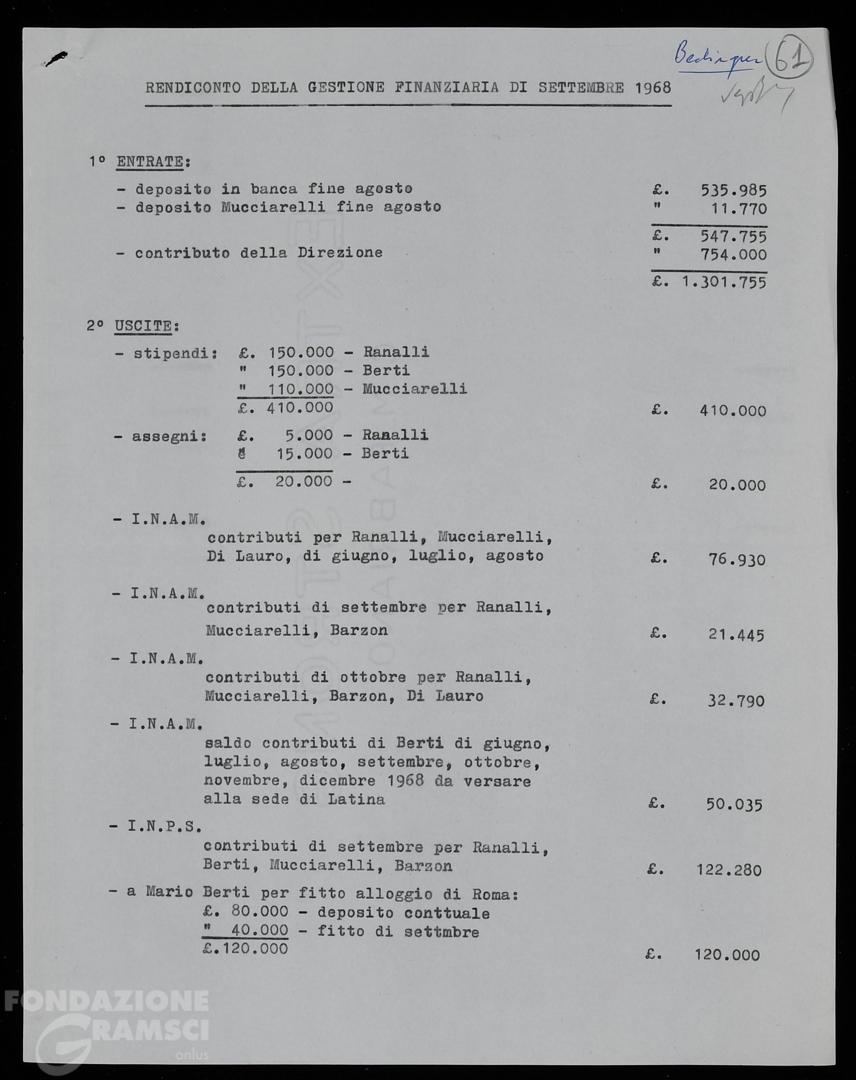 Berlinguer 61
RENDICONTO DELLA GESTIONE FINANZIARIA DI SETTEMBRE 1968
1° ENTRATE:
- deposito in banca fine agosto £. 535.985
- deposito Mucciarelli fine agosto " 11.770
£. 547.755
- contributo della Direzione " 754.000
£. 1.301.755
2° USCITE:
- stipendi: £. 150.000 - Ranalli
" 150.000 - Berti
" 110.000 - Mucciarelli
£. 410.000 £. 410.000
- assegni: £. 5.000 - Ranalli
" 15.000 - Berti
£. 20.000 - £. 20.000
- I.N.A.M.
contributi per Ranalli, Mucciarelli,
Di Lauro, di giugno, luglio, agosto £. 76.930
- I.N.A.M.
contributi di settembre per Ranalli,
Mucciarelli, Barzon £. 21.445
- I.N.A.M.
contributi di ottobre per Ranalli,
Mucciarelli, Barzon, Di Lauro £. 32.790
- I.N.A.M.
saldo contributi di Berti di giugno,
luglio, agosto, settembre, ottobre,
novembre, dicembre 1968 da versare
alla sede di Latina £. 50.035
- I.N.P.S.
contributi di settembre per Ranalli,
Berti, Mucciarelli, Barzon £. 122.280
- a Mario Berti per fitto alloggio di Roma:
£. 80.000 - deposito conttuale
" 40.000 - fitto di settmbre
£.120.000 £. 120.000
FONDAZIONE
GRAMSCI
onlus